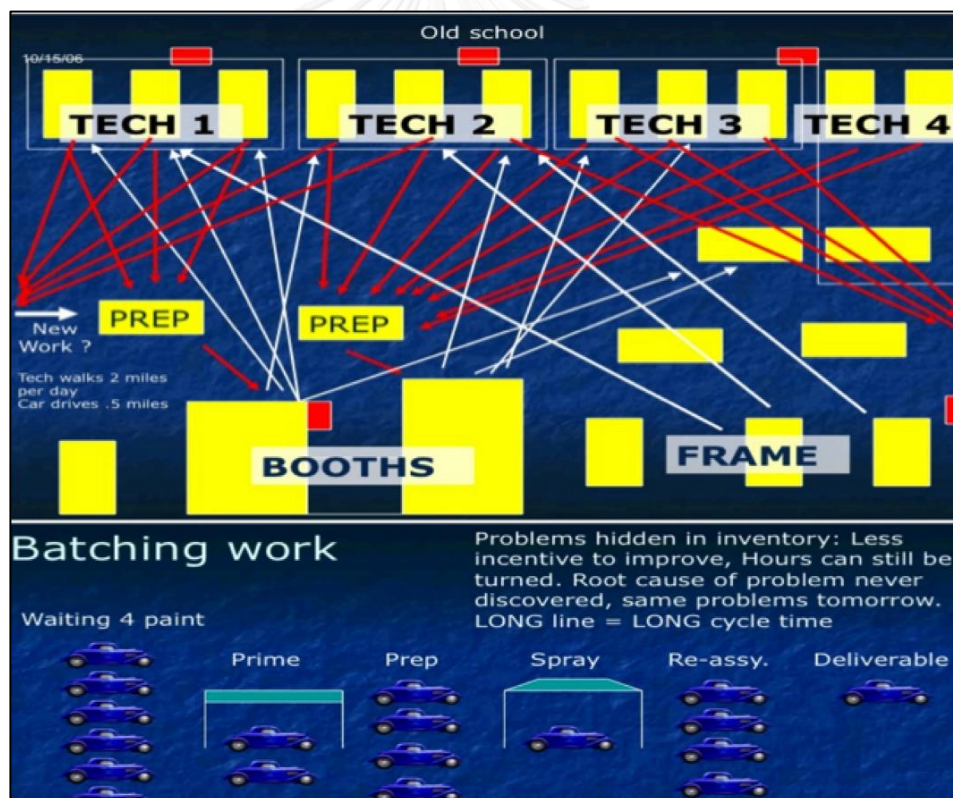 Old school
10/15/06
TECH 1
TECH 2
TECH 3
TECH 4
PREP
PREP
New
Work ?
Tech walks 2 miles
per day
Car drives .5 miles
BOOTHS
FRAME
Batching work
Problems hidden in inventory: Less
incentive to improve, Hours can still be
turned. Root cause of problem never
discovered, same problems tomorrow.
LONG line = LONG cycle time
Waiting 4 paint
Prime
Prep
Spray
Re-assy.
Deliverable